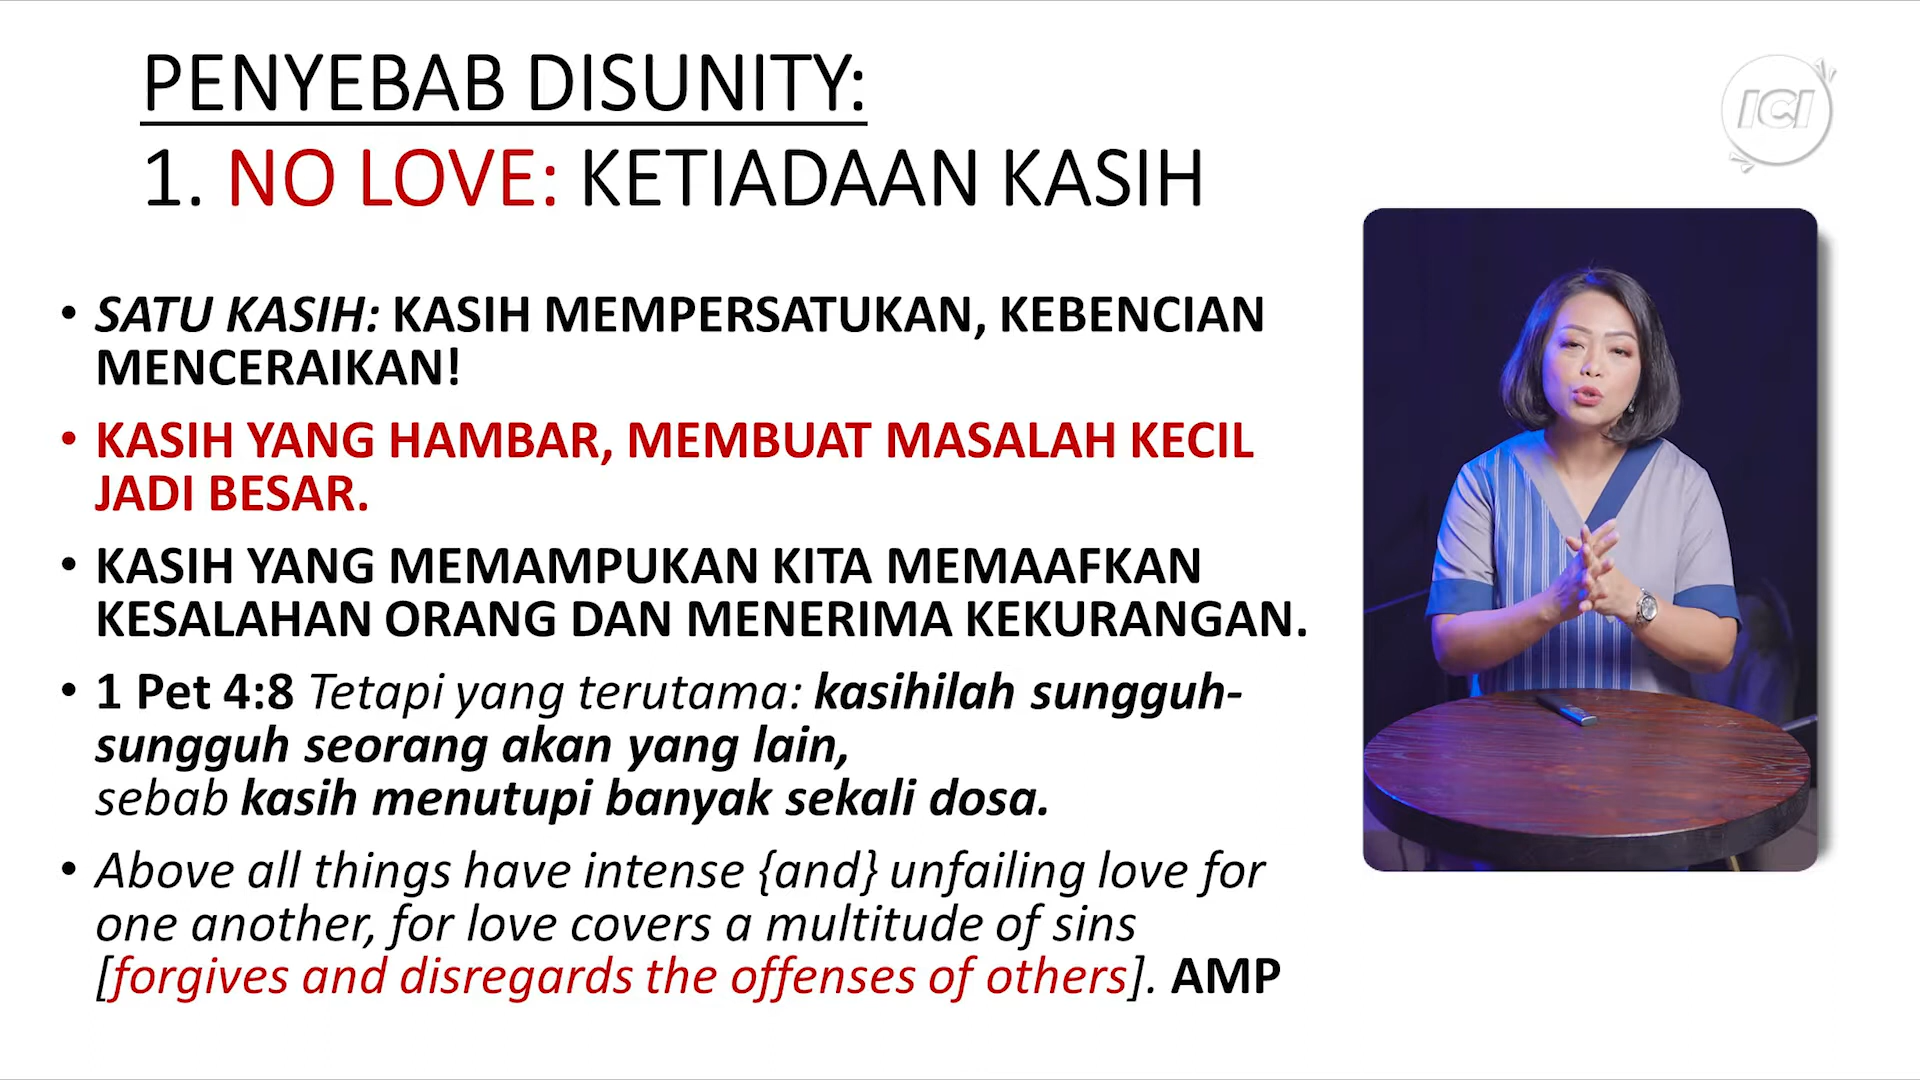 PENYEBAB DISUNITY:
1. NO LOVE: KETIADAAN KASIH
ICI
• SATU KASIH: KASIH MEMPERSATUKAN, KEBENCIAN
MENCERAIKAN!
• KASIH YANG HAMBAR, MEMBUAT MASALAH KECIL
JADI BESAR.
• KASIH YANG MEMAMPUKAN KITA MEMAAFKAN
KESALAHAN ORANG DAN MENERIMA KEKURANGAN.
• 1 Pet 4:8 Tetapi yang terutama: kasihilah sungguh-
sungguh seorang akan yang lain,
sebab kasih menutupi banyak sekali dosa.
• Above all things have intense {and} unfailing love for
one another, for love covers a multitude of sins
[forgives and disregards the offenses of others]. AMP